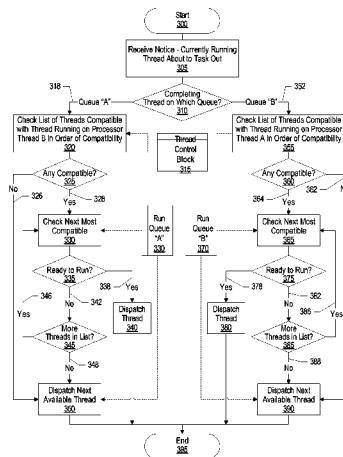 Start
300
Receive Notice - Currently Running
Thread About to Task Out
305
318
352
Queue "A"
Completing
Thread on Which Queue?
310
Queue "B"
Check List of Threads Compatible
with Thread Running on Processor
Thread B In Order of Compatibility
320
Thread
Control
Block
315
Check List of Threads Compatible
with Thread Running on Processor
Thread A In Order of Compatibility
355
Any Compatible?
325
No
326
Yes
328
Any Compatible?
360
364
Yes
362
Check Next Most
Compatible
330
Run
Queue
"A"
330
Run
Queue
"B"
370
Check Next Most
Compatible
365
Ready to Run?
335
338
Yes
342
No
346
Yes
Dispatch
Thread
340
Ready to Run?
375
378
Yes
382
No
386
Yes
Dispatch
Thread
380
More
Threads in List?
345
348
No
More
Threads in List?
385
388
No
Dispatch Next
Available Thread
350
Dispatch Next
Available Thread
390
End
395